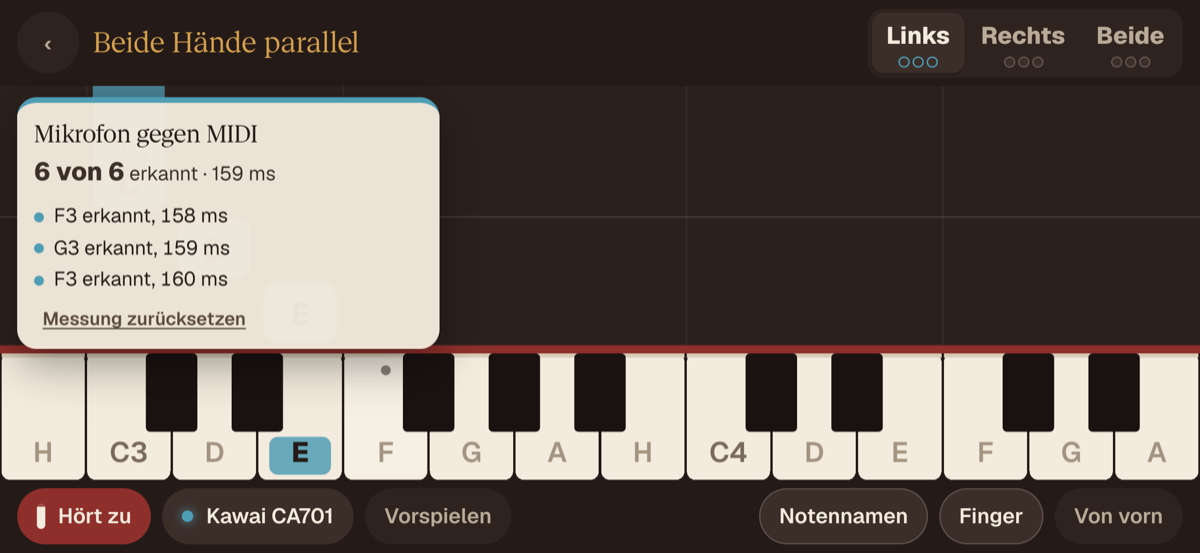 ‹ Beide Hände parallel Links Rechts Beide
Mikrofon gegen MIDI
6 von 6 erkannt · 159 ms
F3 erkannt, 158 ms
G3 erkannt, 159 ms
F3 erkannt, 160 ms
Messung zurücksetzen
E
H C3 D E F G A H C4 D E F G A
Hört zu Kawai CA701 Vorspielen Notennamen Finger Von vorn